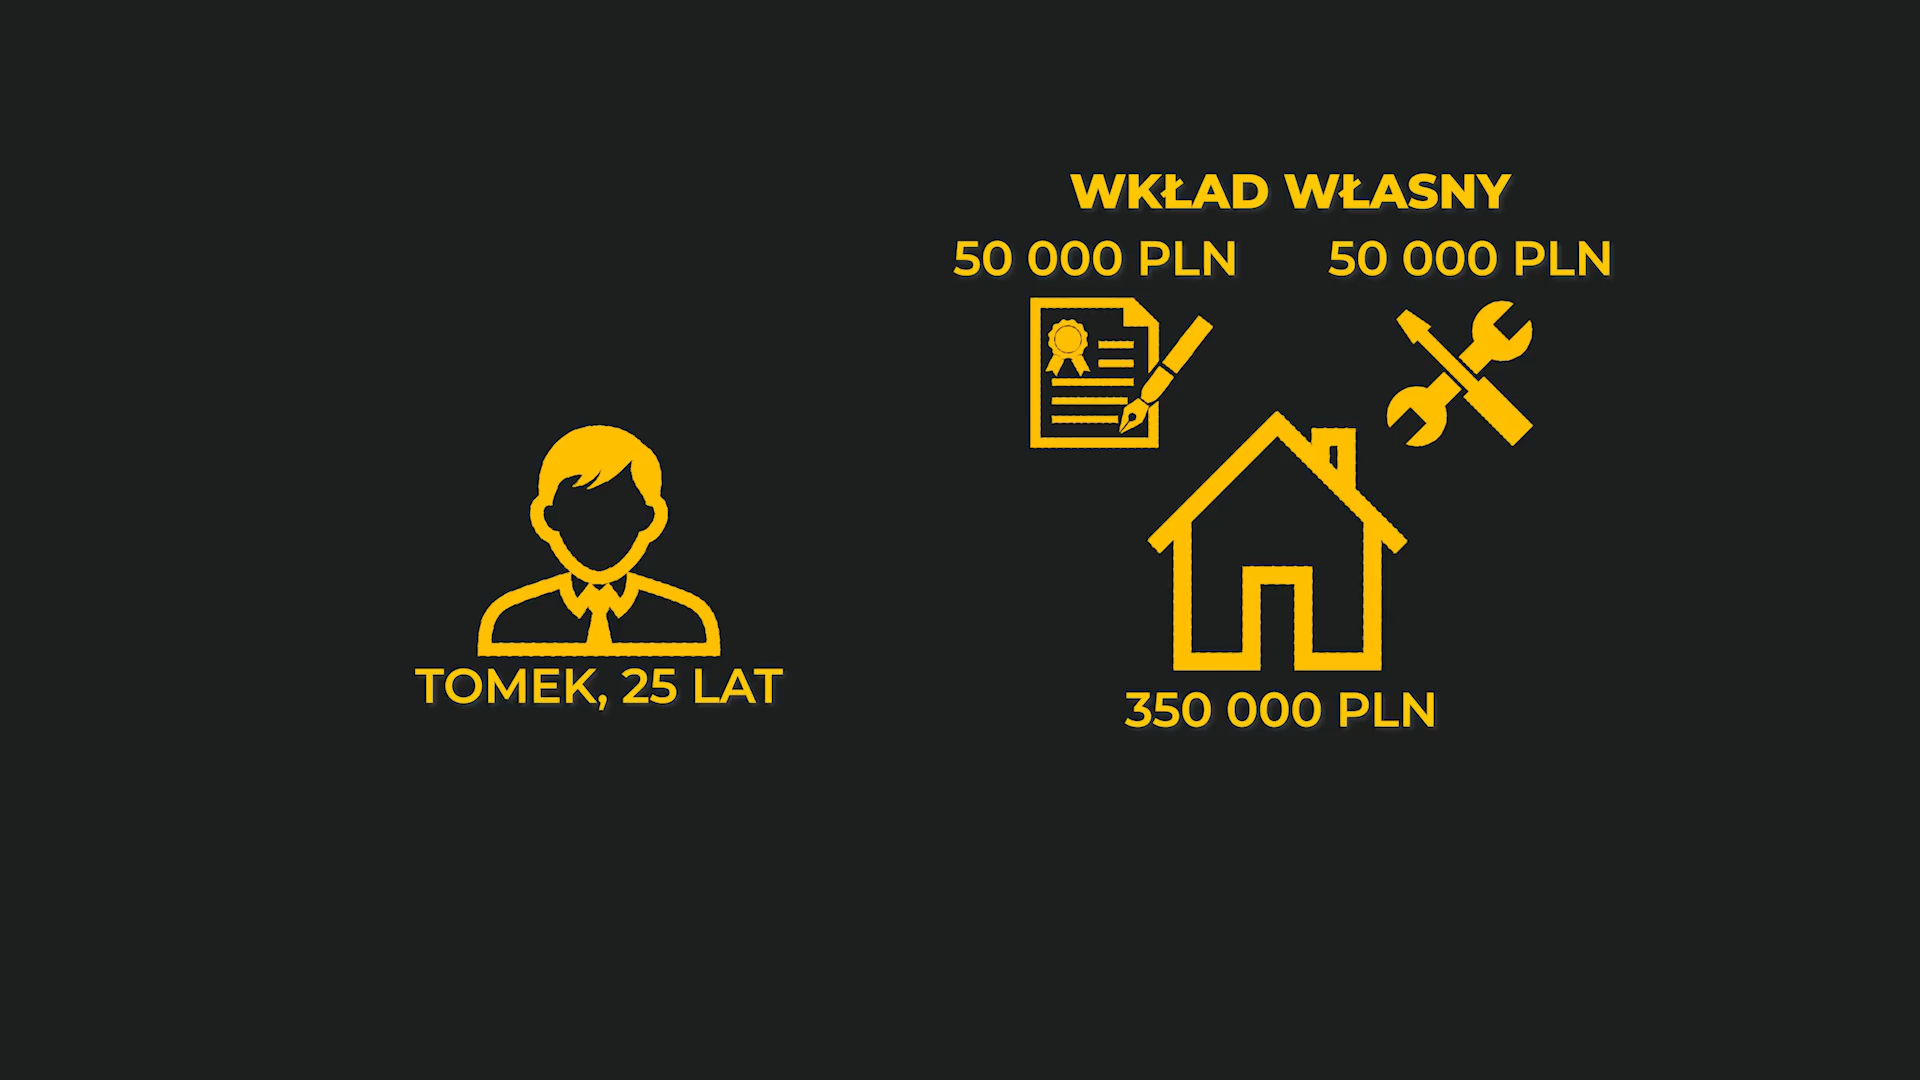 WKŁAD WŁASNY
50 000 PLN
50 000 PLN
TOMEK, 25 LAT
350 000 PLN